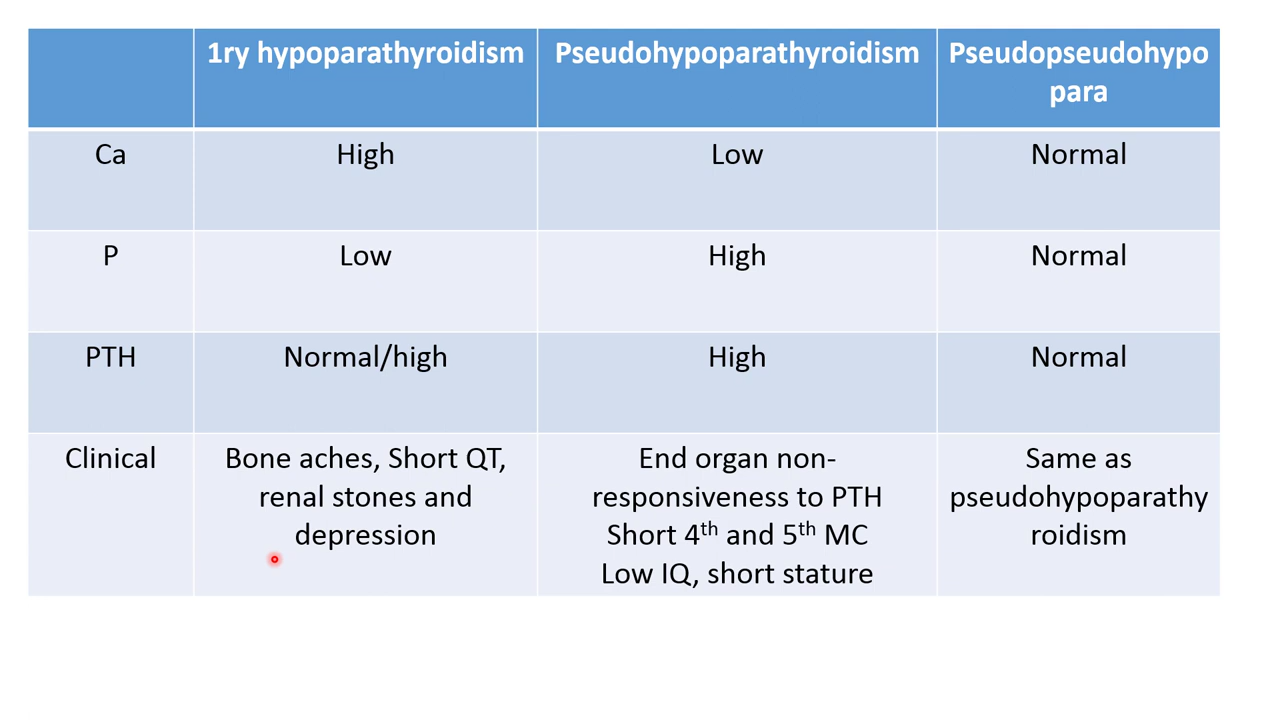 1ry hypoparathyroidism Pseudohypoparathyroidism Pseudopseudohypo
para
Ca High Low Normal
P Low High Normal
PTH Normal/high High Normal
Clinical Bone aches, Short QT, End organ non- Same as
renal stones and responsiveness to PTH pseudohypoparathy
depression Short 4th and 5th MC roidism
Low IQ, short stature